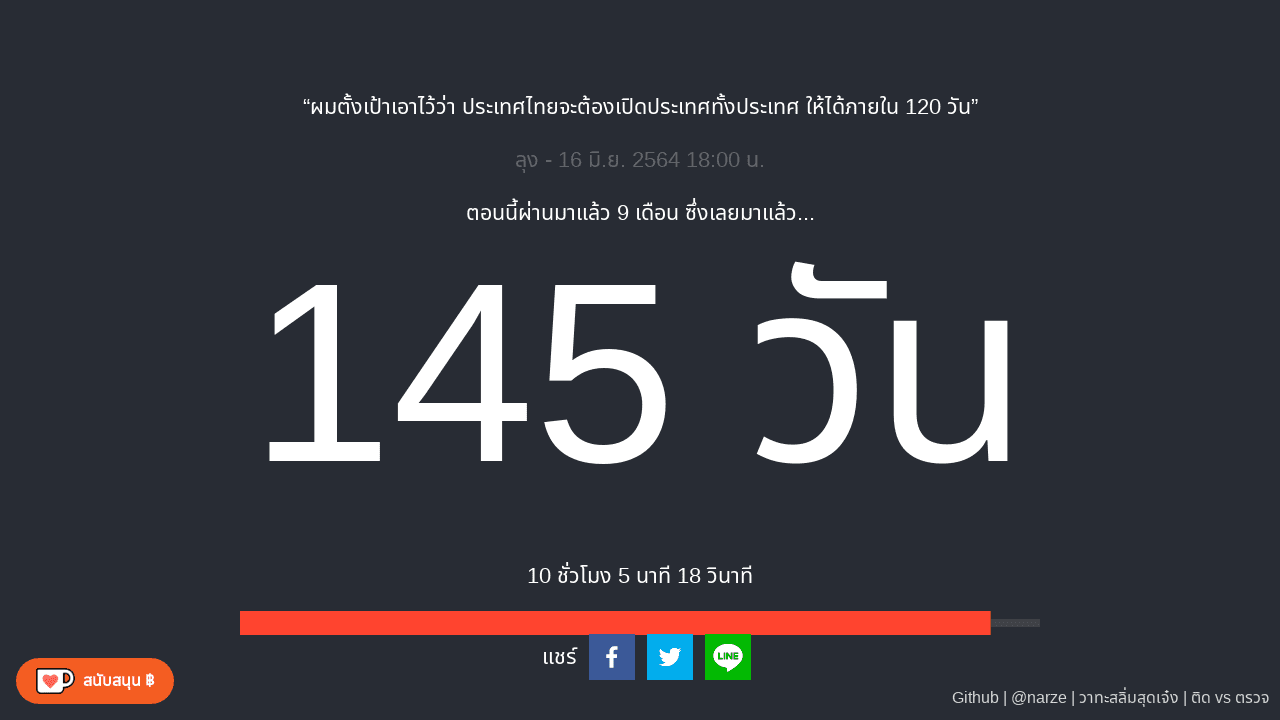 “ผมตั้งเป้าเอาไว้ว่า ประเทศไทยจะต้องเปิดประเทศทั้งประเทศ ให้ได้ภายใน 120 วัน”
ลุง - 16 มิ.ย. 2564 18:00 น.
ตอนนี้ผ่านมาแล้ว 9 เดือน ซึ่งเลยมาแล้ว...
145 วัน
10 ชั่วโมง 5 นาที 18 วินาที
แชร์
LINE
สนับสนุน ฿
Github | @narze | วาทะสลิ่มสุดเจ๋ง | ติด vs ตรวจ